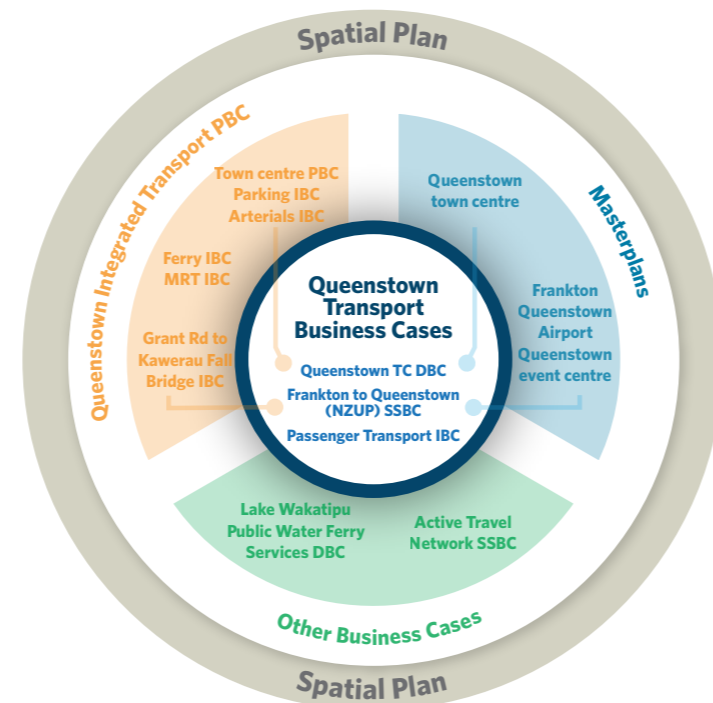 Spatial Plan
Queenstown Integrated Transport PBC
Town centre PBC
Parking IBC
Arterials IBC
Ferry IBC
MRT IBC
Grant Rd to
Kawerau Fall
Bridge IBC
Masterplans
Queenstown
town centre
Frankton
Queenstown
Airport
Queenstown
event centre
Queenstown
Transport
Business Cases
Queenstown TC DBC
Frankton to Queenstown
(NZUP) SSBC
Passenger Transport IBC
Lake Wakatipu
Public Water Ferry
Services DBC
Active Travel
Network SSBC
Other Business Cases
Spatial Plan